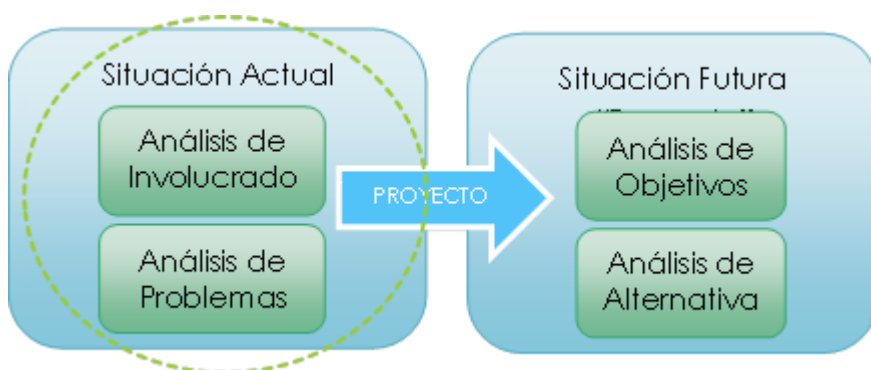 Situación Actual
Análisis de
Involucrado
Análisis de
Problemas
PROYECTO
Situación Futura
Análisis de
Objetivos
Análisis de
Alternativa